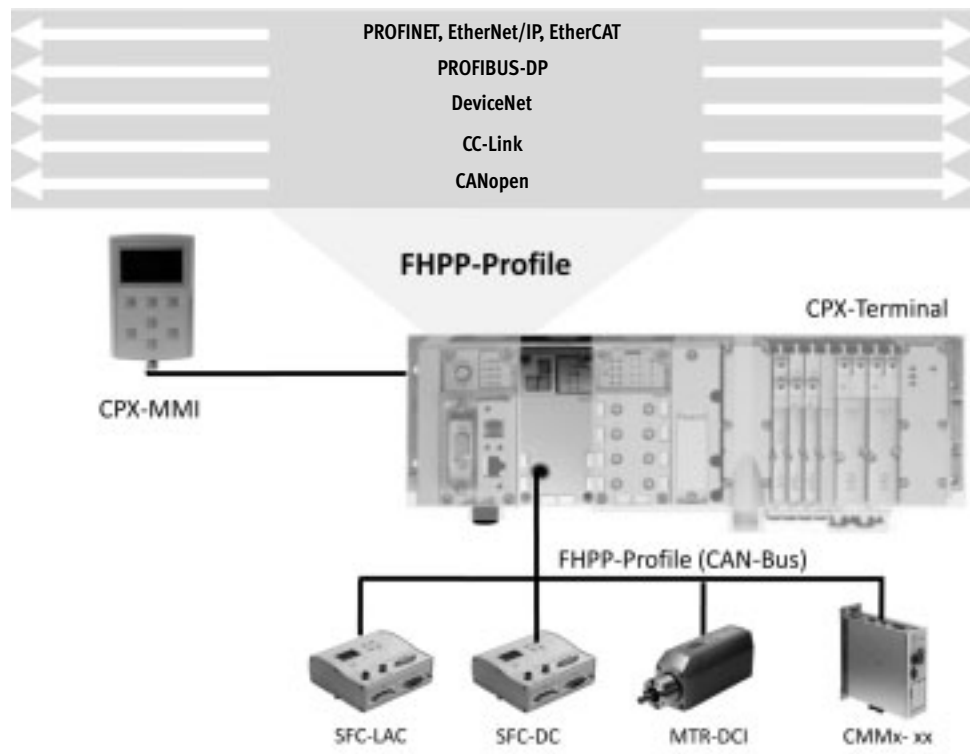 PROFINET, EtherNet/IP, EtherCAT
PROFIBUS-DP
DeviceNet
CC-Link
CANopen
FHPP-Profile
CPX-Terminal
CPX-MMI
FHPP-Profile (CAN-Bus)
SFC-LAC
SFC-DC
MTR-DCI
CMMx- xx